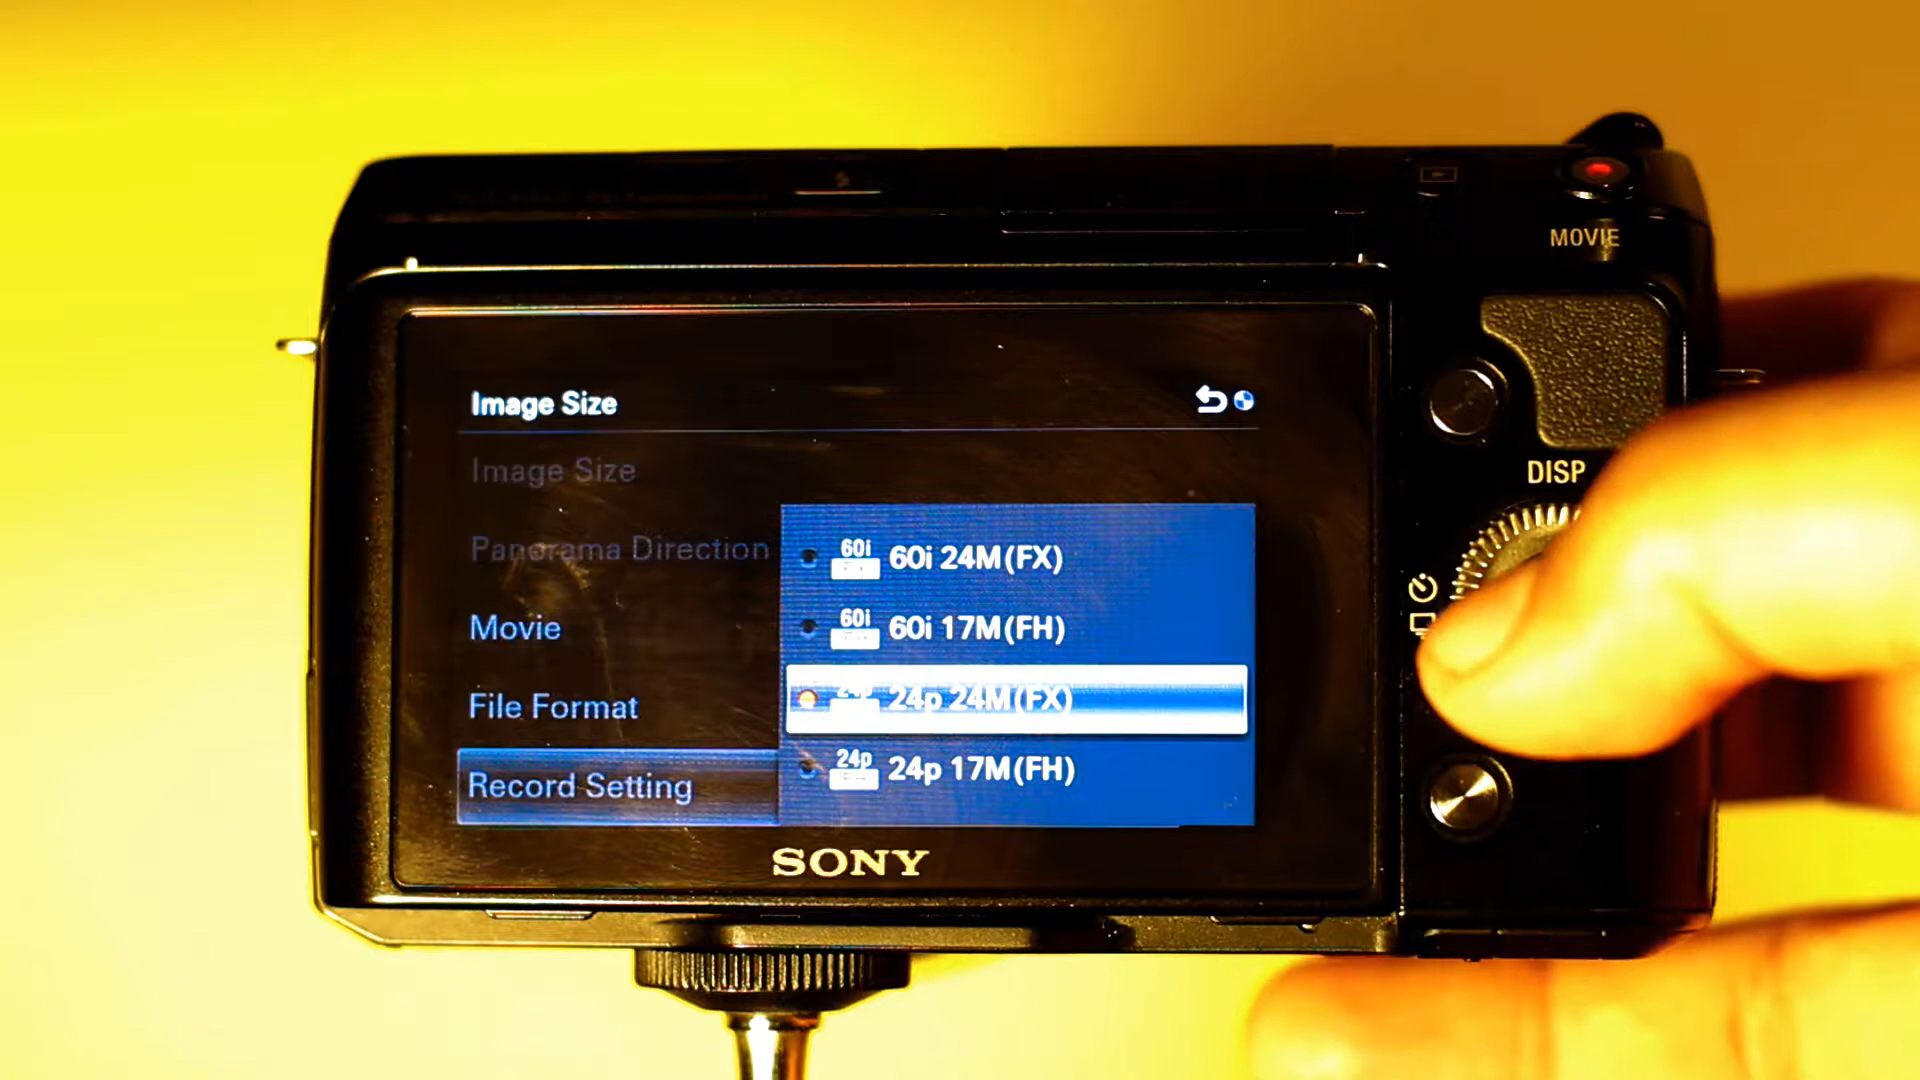 MOVIE
Image Size
Image Size
DISP
Panorama Direction
60i 60i 24M(FX)
Movie
60i 60i 17M(FH)
File Format
24p 24p 24M(FX)
Record Setting
24p 24p 17M(FH)
SONY